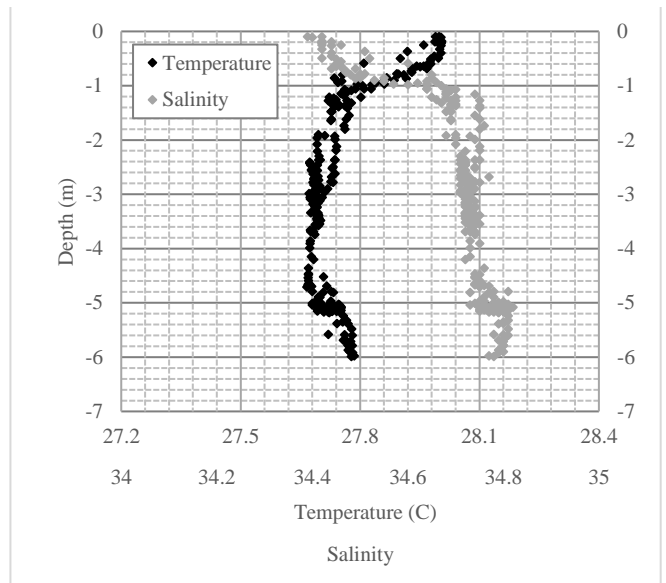 0 0
Temperature
Salinity
-1 -1
-2 -2
-3 -3
Depth (m)
-4 -4
-5 -5
-6 -6
-7 -7
27.2 27.5 27.8 28.1 28.4
34 34.2 34.4 34.6 34.8 35
Temperature (C)
Salinity